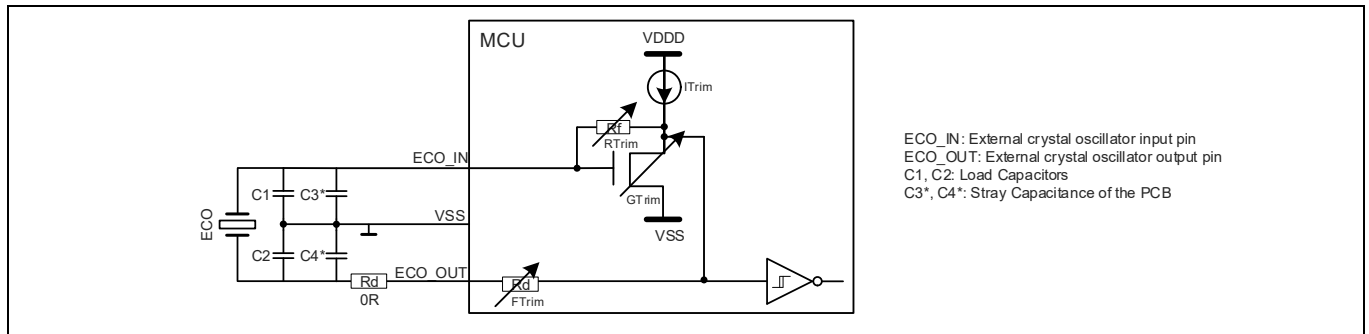 MCU
VDDD
ITrim
Rf
RTrim
ECO_IN
GTrim
C1
C3*
VSS
VSS
ECO
C2
C4*
ECO_OUT
Rd
0R
Rd
FTrim
ECO_IN: External crystal oscillator input pin
ECO_OUT: External crystal oscillator output pin
C1, C2: Load Capacitors
C3*, C4*: Stray Capacitance of the PCB